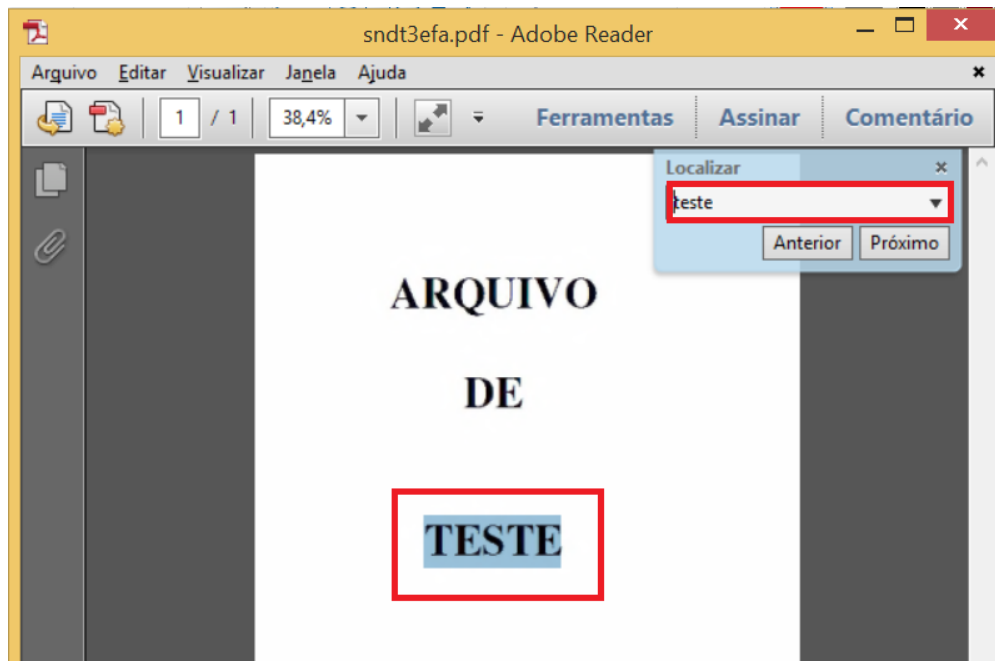 sndt3efa.pdf - Adobe Reader
Arquivo Editar Visualizar Janela Ajuda
1 / 1 38,4% Ferramentas Assinar Comentário
Localizar
teste
Anterior Próximo
ARQUIVO
DE
TESTE